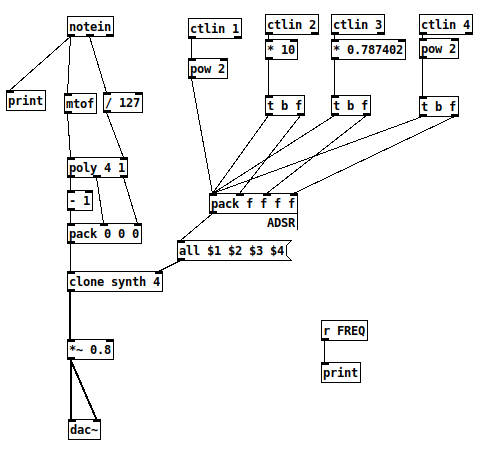 notein
ctlin 1
ctlin 2
ctlin 3
ctlin 4
* 10
* 0.787402
pow 2
pow 2
print
mtof
/ 127
t b f
t b f
t b f
poly 4 1
- 1
pack f f f f
ADSR
pack 0 0 0
all $1 $2 $3 $4
clone synth 4
r FREQ
*~ 0.8
print
dac~